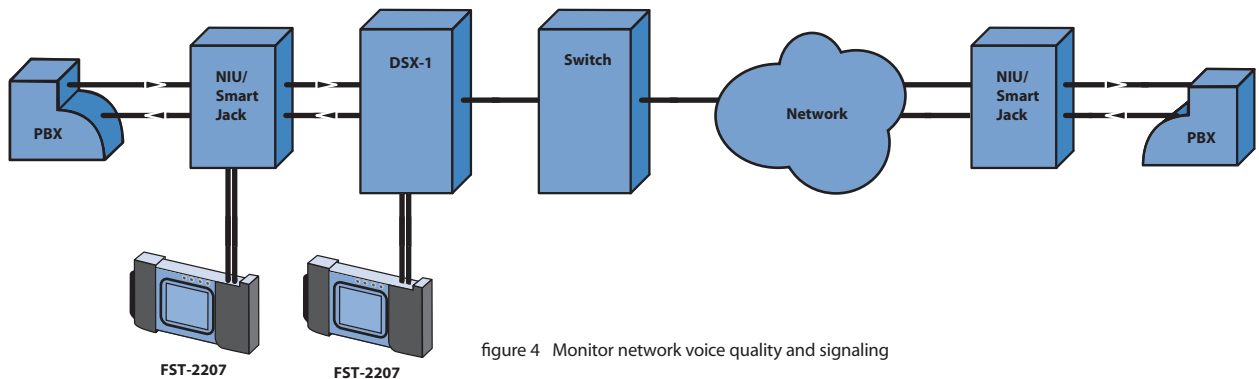 PBX
NIU/
Smart
Jack
DSX-1
Switch
Network
NIU/
Smart
Jack
PBX
FST-2207
FST-2207
figure 4 Monitor network voice quality and signaling